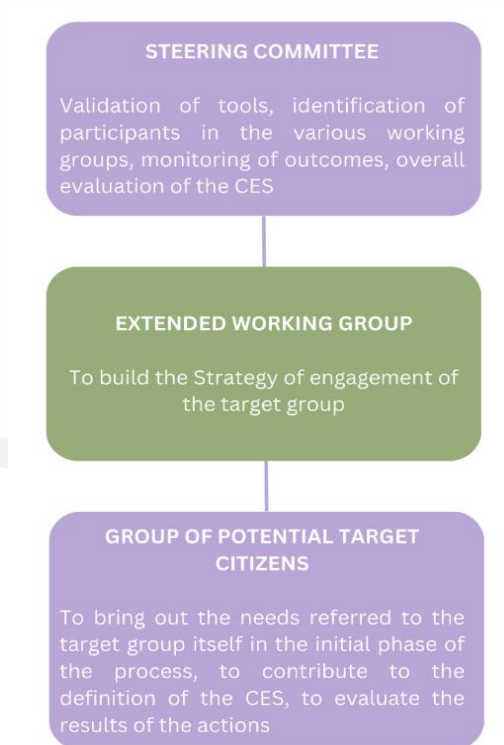 STEERING COMMITTEE
Validation of tools, identification of
participants in the various working
groups, monitoring of outcomes, overall
evaluation of the CES
EXTENDED WORKING GROUP
To build the Strategy of engagement of
the target group
GROUP OF POTENTIAL TARGET
CITIZENS
To bring out the needs referred to the
target group itself in the initial phase of
the process, to contribute to the
definition of the CES, to evaluate the
results of the actions